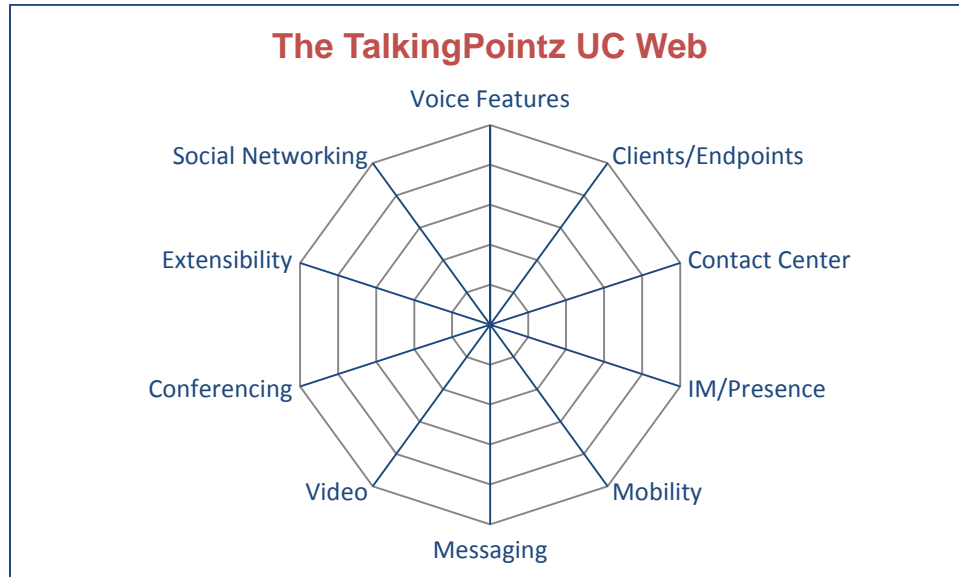 The TalkingPointz UC Web
Voice Features
Social Networking
Clients/Endpoints
Extensibility
Contact Center
Conferencing
IM/Presence
Video
Mobility
Messaging